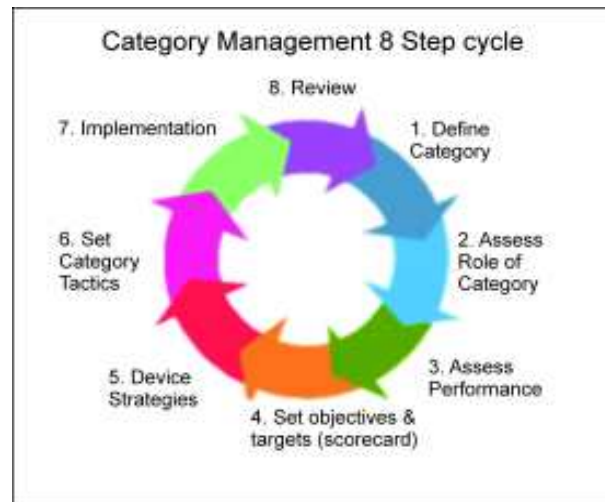 Category Management 8 Step cycle
8. Review
1. Define
Category
2. Assess
Role of
Category
3. Assess
Performance
4. Set objectives &
targets (scorecard)
5. Device
Strategies
6. Set
Category
Tactics
7. Implementation